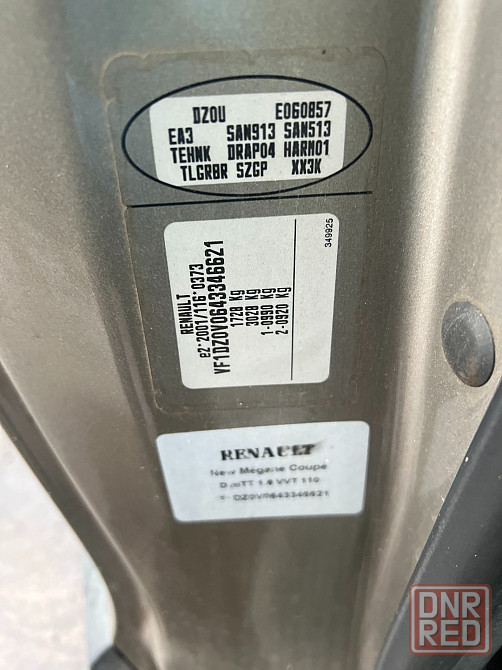 DZ0U E060857
EA3 SAN913 SAN513
TEHNK DRAP04 HARM01
TLGRBR SZGP XX3K
349925
RENAULT
e2*2001/116*0373
VF1DZ0V0643346621
1728 Kg
3028 Kg
1-0990 Kg
2-0920 Kg
RENAULT
New Megane Coupe
1.6 VVT 110
DZ0V0643346621
DNR
RED